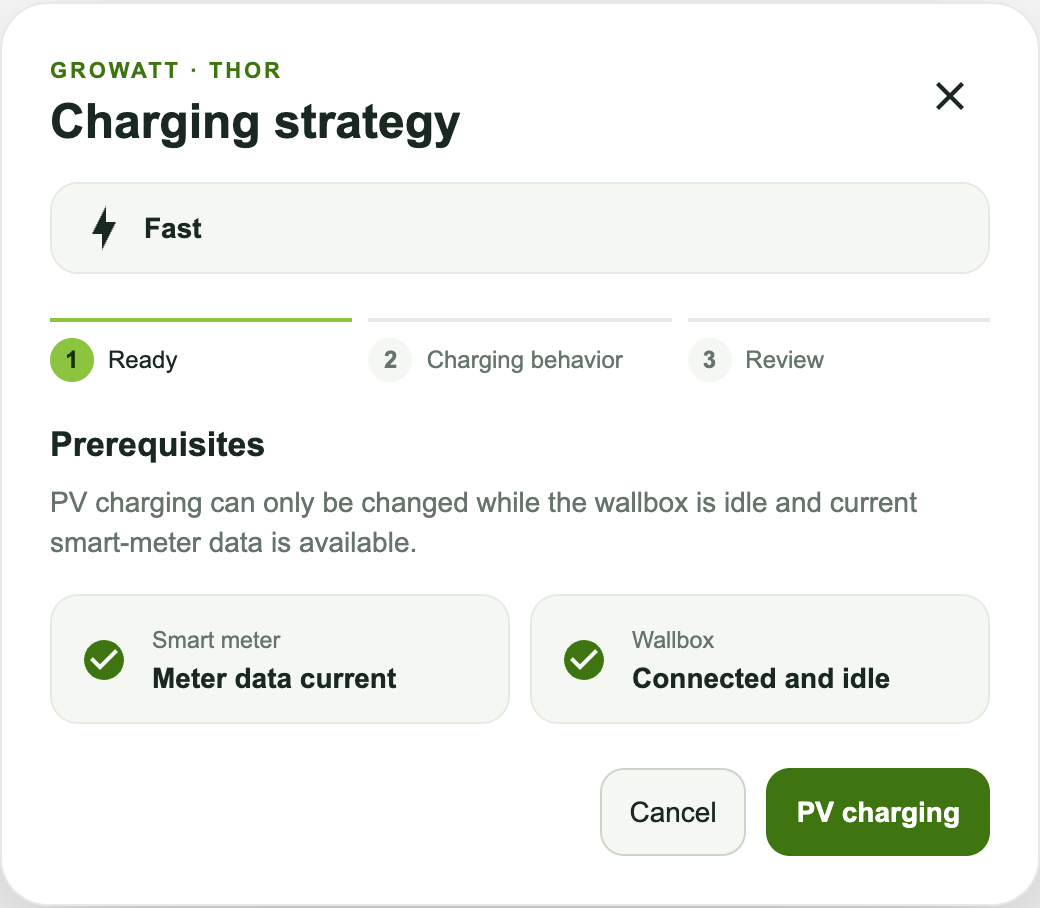 GROWATT · THOR
Charging strategy
Fast
1 Ready
2 Charging behavior
3 Review
Prerequisites
PV charging can only be changed while the wallbox is idle and current
smart-meter data is available.
Smart meter
Meter data current
Wallbox
Connected and idle
Cancel
PV charging